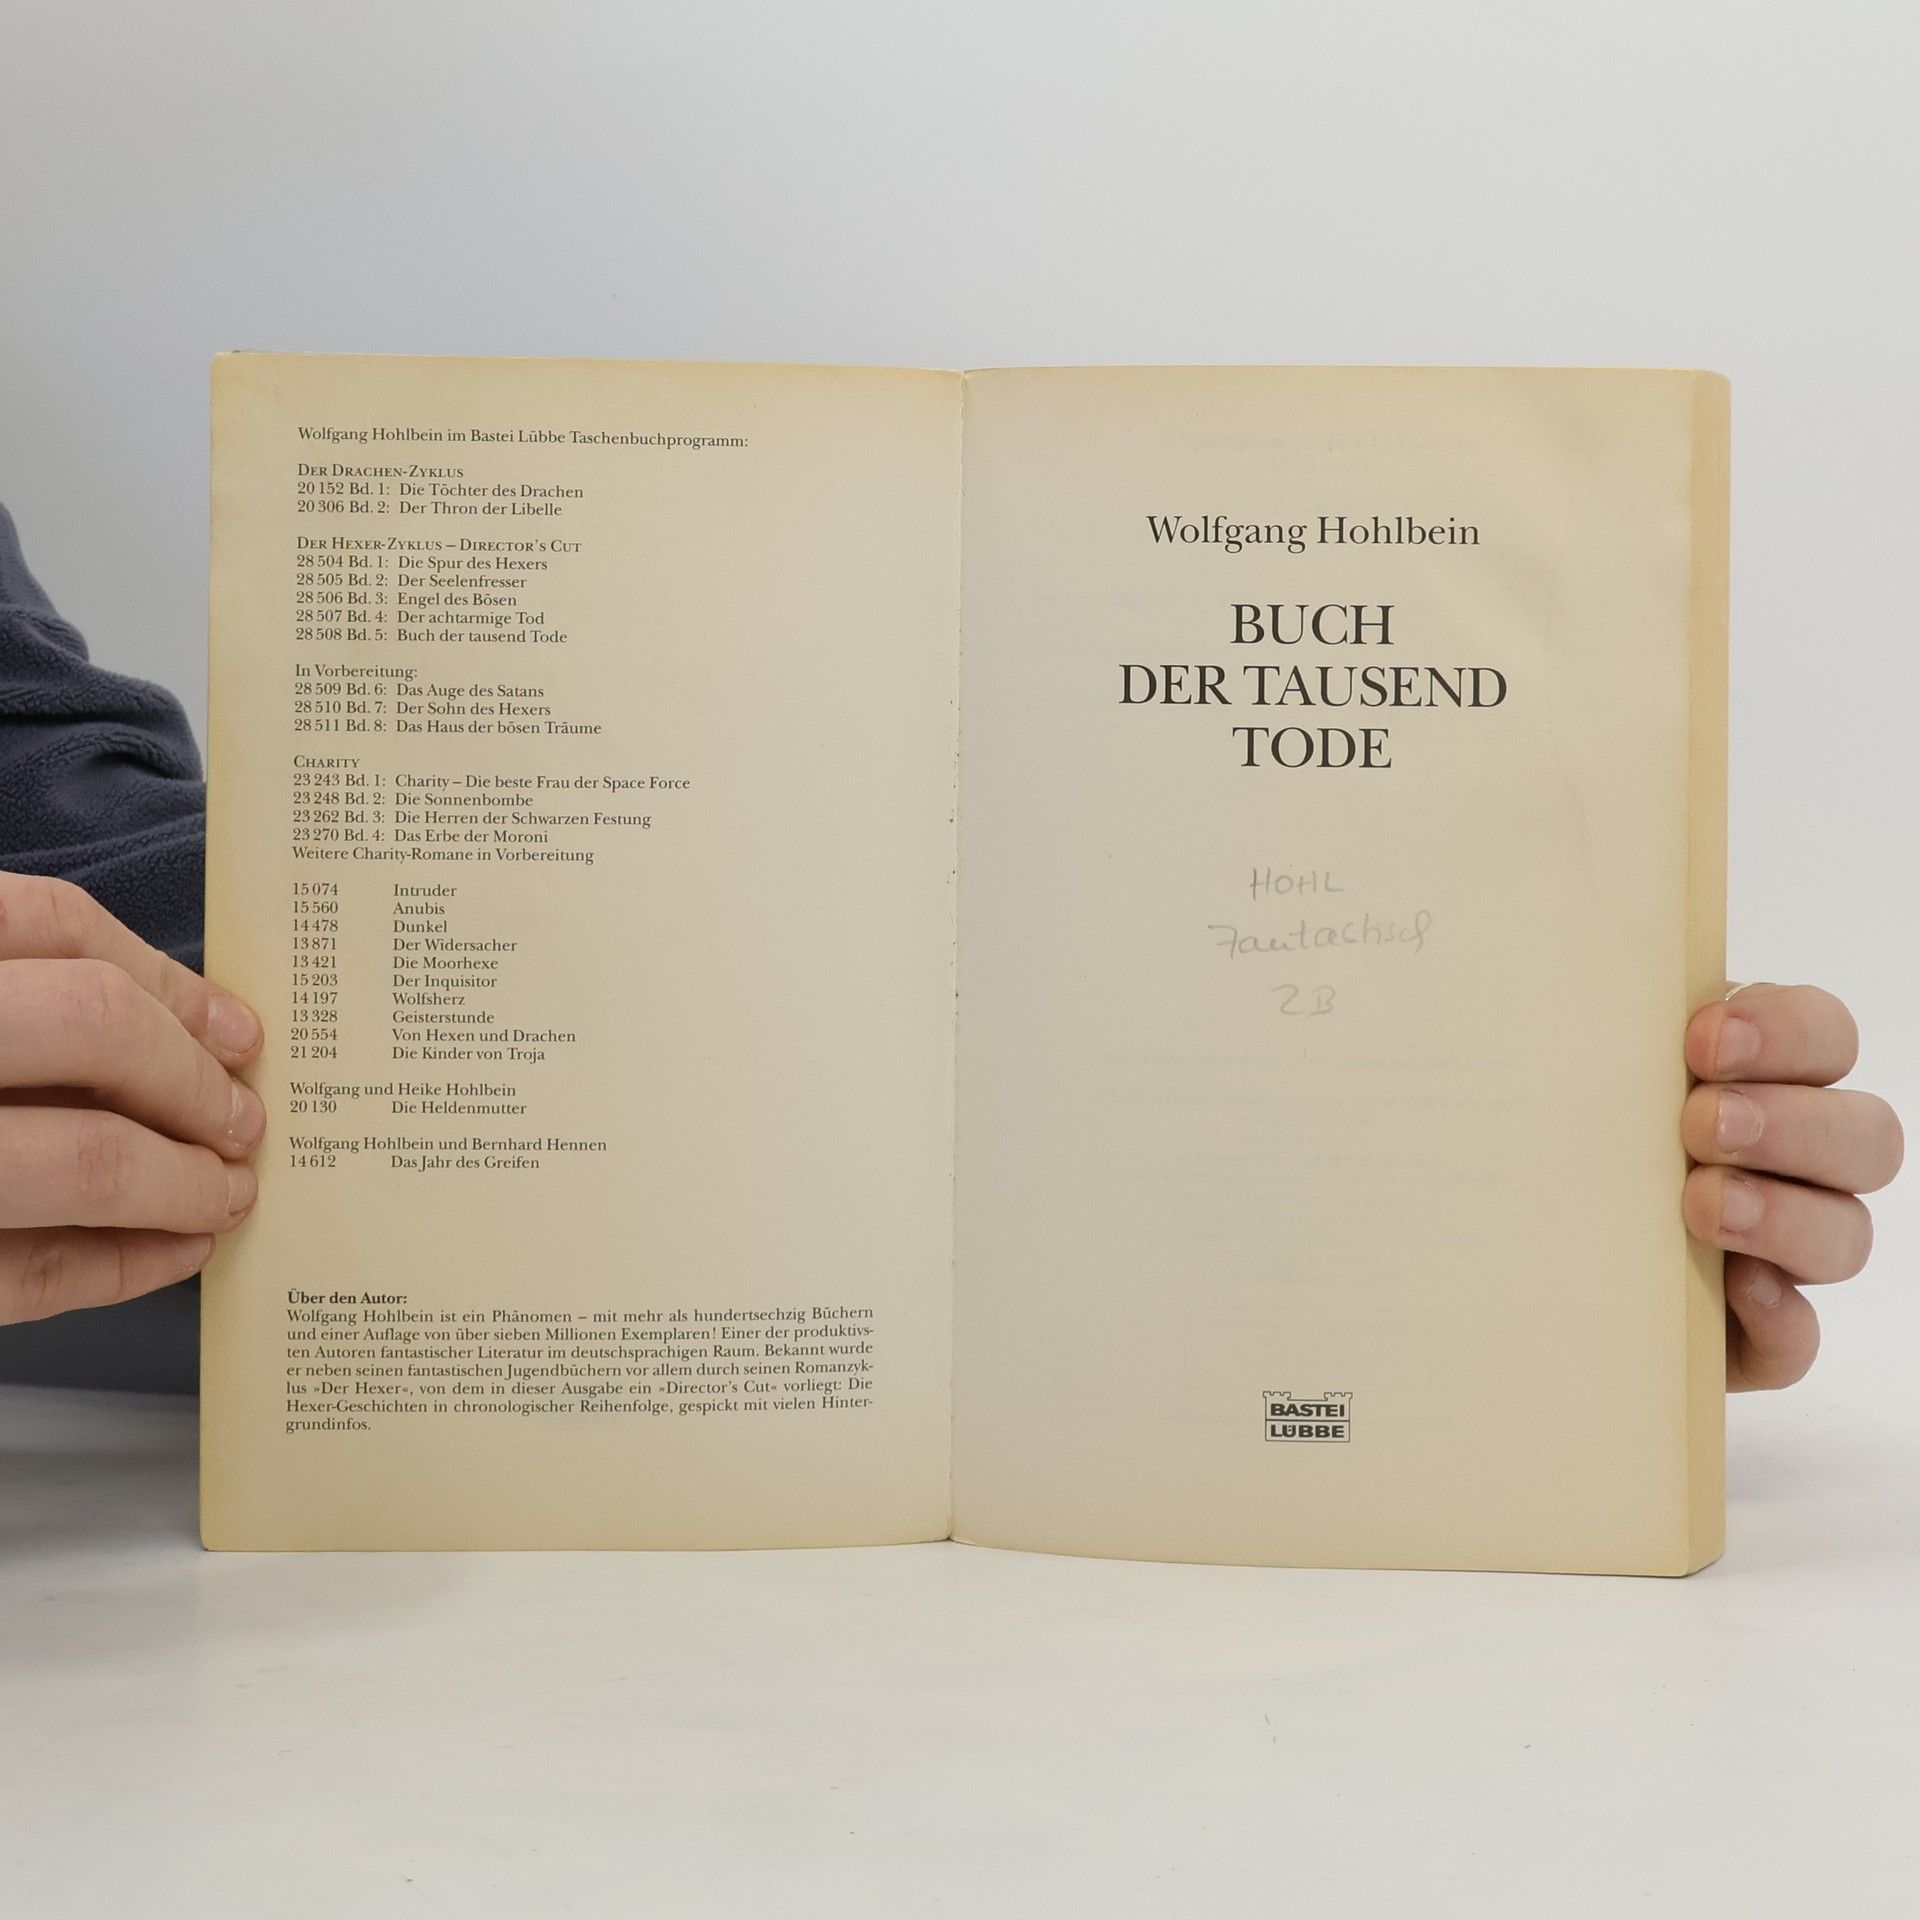 Wolfgang Hohlbein im Bastei Lübbe Taschenbuchprogramm:
DER DRACHEN-ZYKLUS
20 152 Bd. 1: Die Töchter des Drachen
20 306 Bd. 2: Der Thron der Libelle
DER HEXER-ZYKLUS – DIRECTOR'S CUT
28 504 Bd. 1: Die Spur des Hexers
28 505 Bd. 2: Der Seelenfresser
28 506 Bd. 3: Engel des Bösen
28 507 Bd. 4: Der achtarmige Tod
28 508 Bd. 5: Buch der tausend Tode
In Vorbereitung:
28 509 Bd. 6: Das Auge des Satans
28 510 Bd. 7: Der Sohn des Hexers
28 511 Bd. 8: Das Haus der bösen Träume
CHARITY
23 243 Bd. 1: Charity – Die beste Frau der Space Force
23 248 Bd. 2: Die Sonnenbombe
23 262 Bd. 3: Die Herren der Schwarzen Festung
23 270 Bd. 4: Das Erbe der Moroni
Weitere Charity-Romane in Vorbereitung
15 074 Intruder
15 560 Anubis
14 478 Dunkel
13 871 Der Widersacher
13 421 Die Moorhexe
15 203 Der Inquisitor
14 197 Wolfsherz
13 328 Geisterstunde
20 554 Von Hexen und Drachen
21 204 Die Kinder von Troja
Wolfgang und Heike Hohlbein
20 130 Die Heldenmutter
Wolfgang Hohlbein und Bernhard Hennen
14 612 Das Jahr des Greifen
Über den Autor:
Wolfgang Hohlbein ist ein Phänomen – mit mehr als hundertsechzig Büchern
und einer Auflage von über sieben Millionen Exemplaren! Einer der produktivs-
ten Autoren fantastischer Literatur im deutschsprachigen Raum. Bekannt wurde
er neben seinen fantastischen Jugendbüchern vor allem durch seinen Romanzyk-
lus »Der Hexer«, von dem in dieser Ausgabe ein »Director's Cut« vorliegt: Die
Hexer-Geschichten in chronologischer Reihenfolge, gespickt mit vielen Hinter-
grundinfos.
Wolfgang Hohlbein
BUCH
DER TAUSEND
TODE
HOHL
Fantastisch
2B
BASTEI
LÜBBE